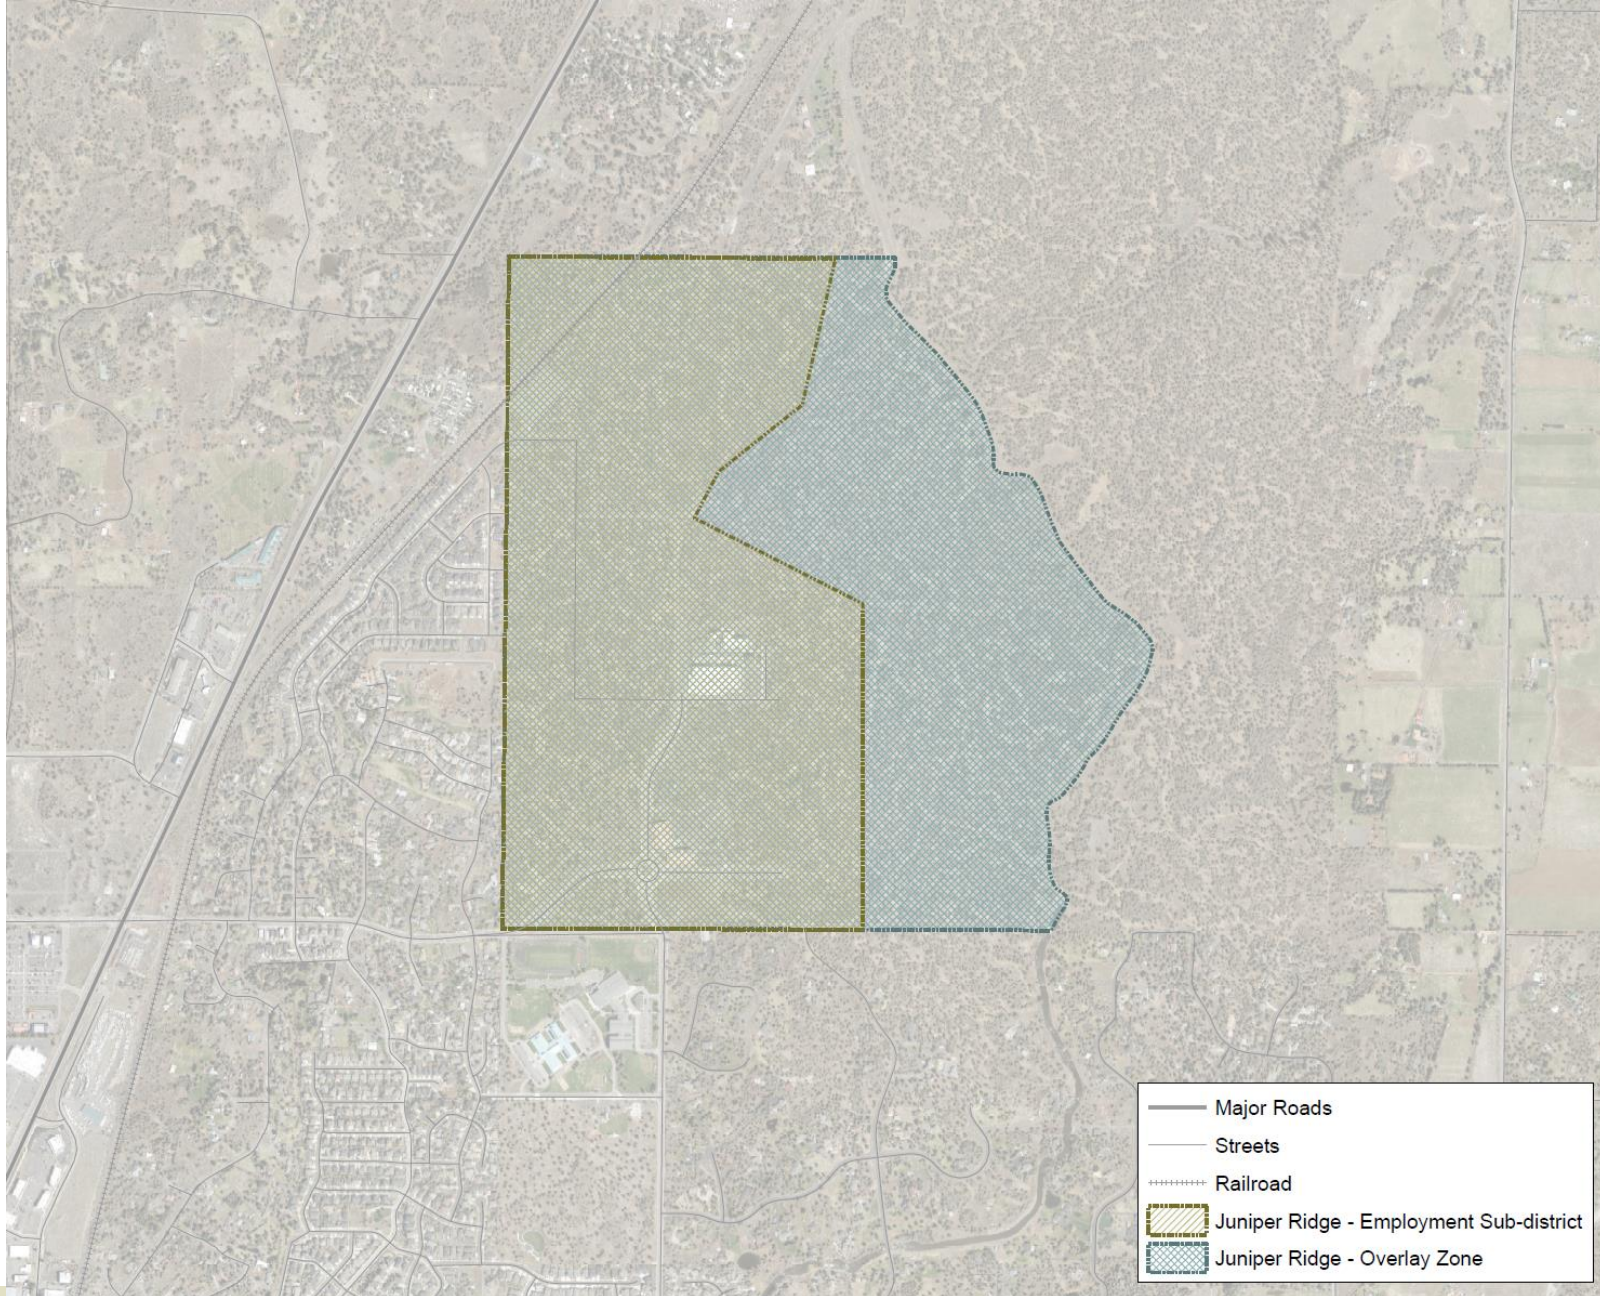 Major Roads
Streets
Railroad
Juniper Ridge - Employment Sub-district
Juniper Ridge - Overlay Zone